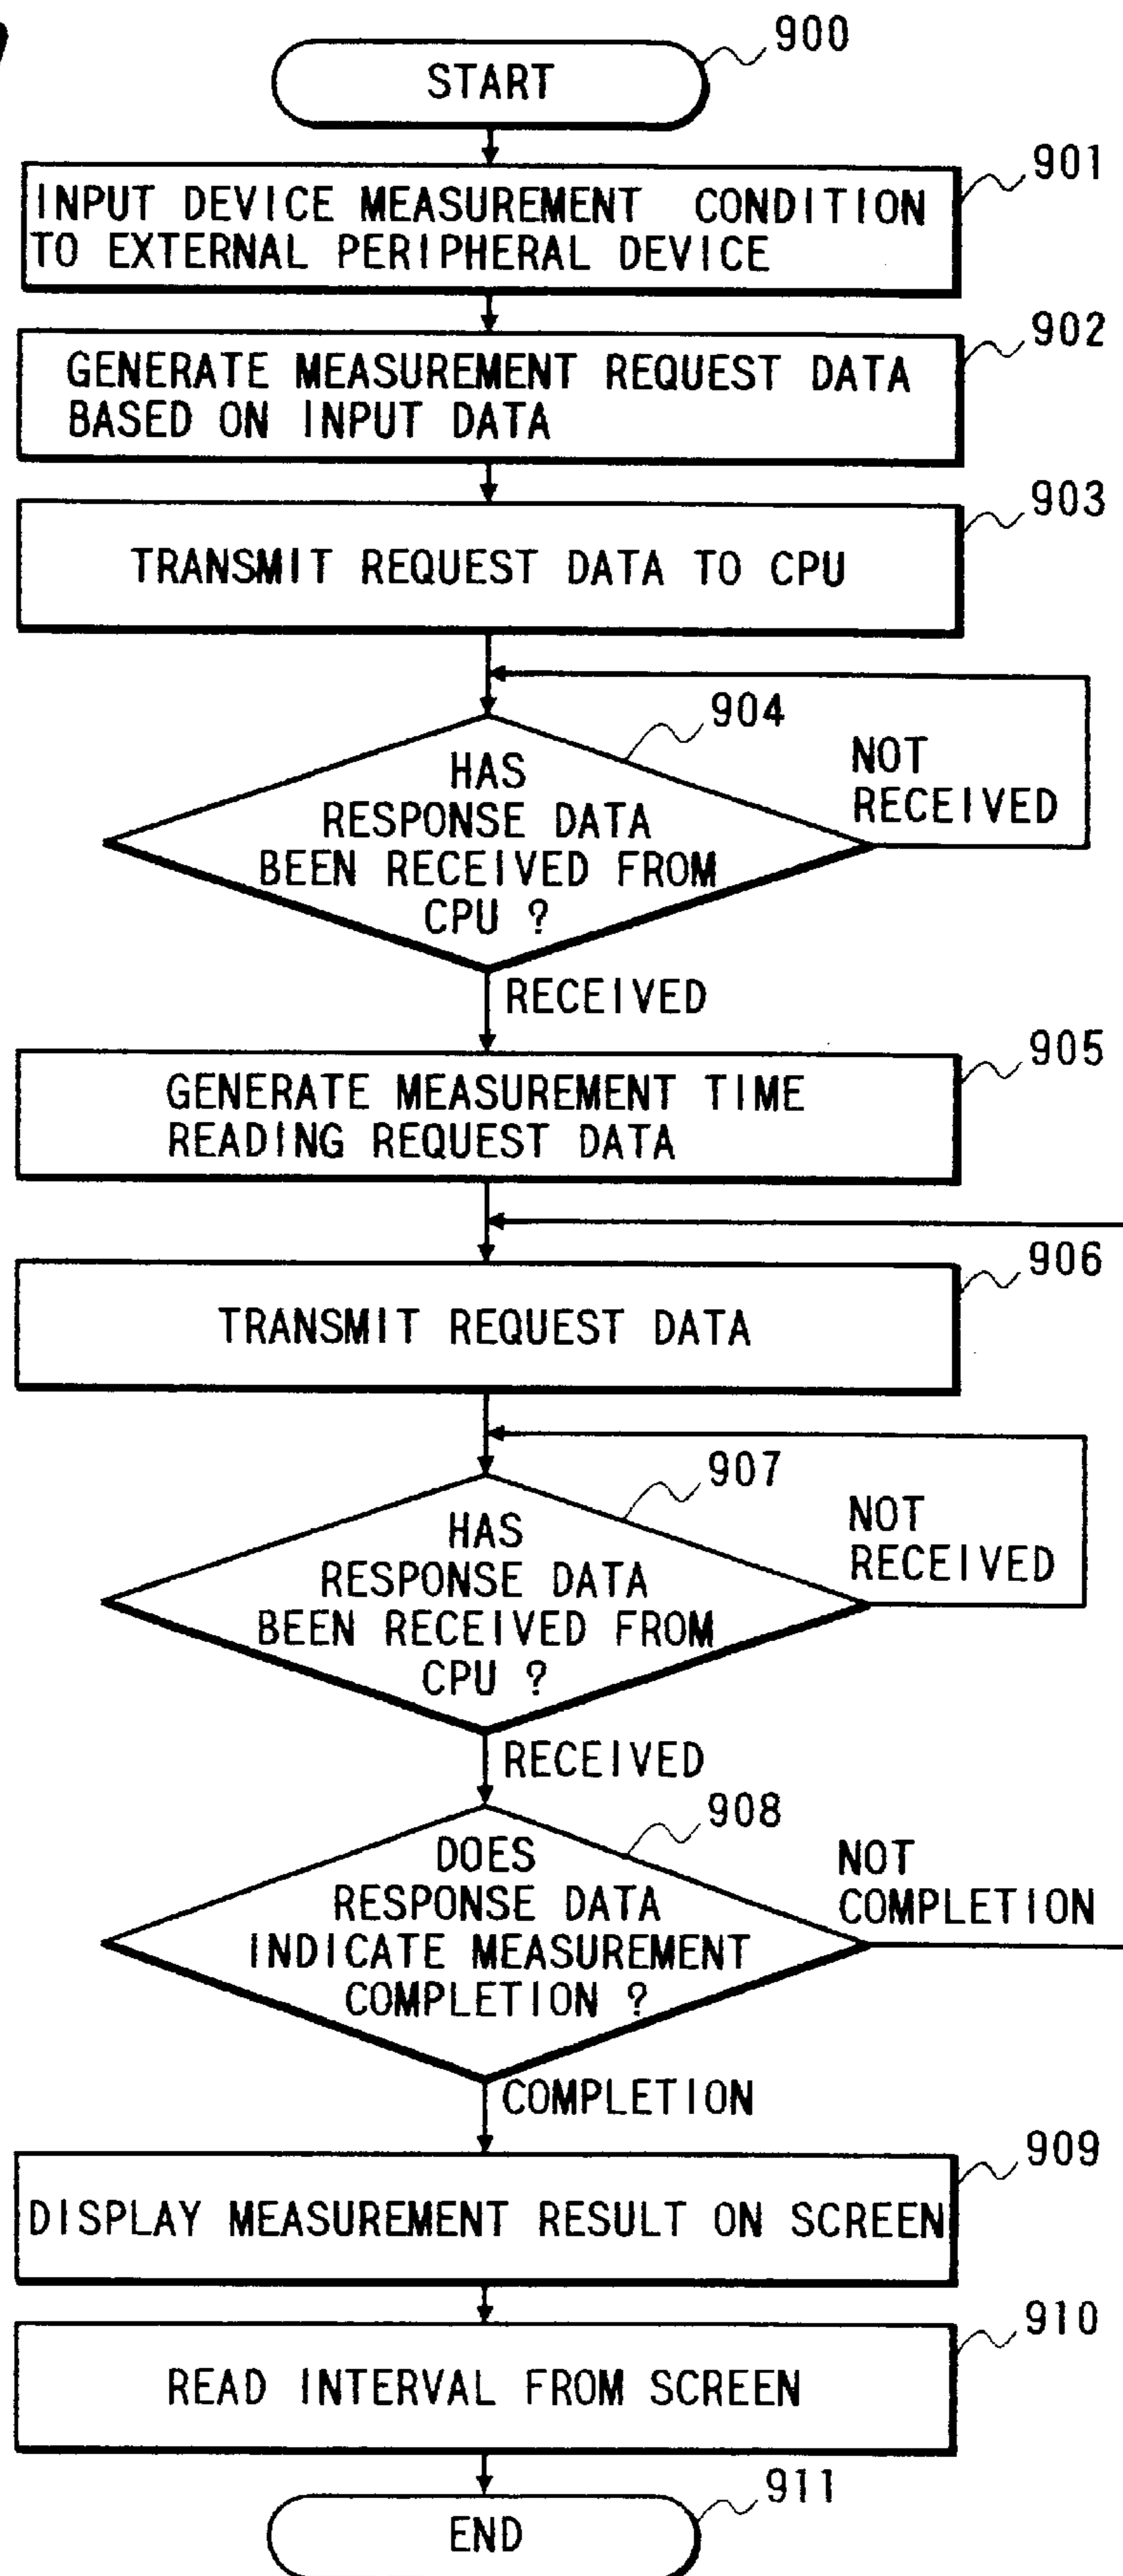 START
900
901
INPUT DEVICE MEASUREMENT CONDITION
TO EXTERNAL PERIPHERAL DEVICE
902
GENERATE MEASUREMENT REQUEST DATA
BASED ON INPUT DATA
903
TRANSMIT REQUEST DATA TO CPU
904
HAS
RESPONSE DATA
BEEN RECEIVED FROM
CPU ?
NOT
RECEIVED
RECEIVED
905
GENERATE MEASUREMENT TIME
READING REQUEST DATA
906
TRANSMIT REQUEST DATA
907
HAS
RESPONSE DATA
BEEN RECEIVED FROM
CPU ?
NOT
RECEIVED
RECEIVED
908
DOES
RESPONSE DATA
INDICATE MEASUREMENT
COMPLETION ?
NOT
COMPLETION
COMPLETION
909
DISPLAY MEASUREMENT RESULT ON SCREEN
910
READ INTERVAL FROM SCREEN
911
END